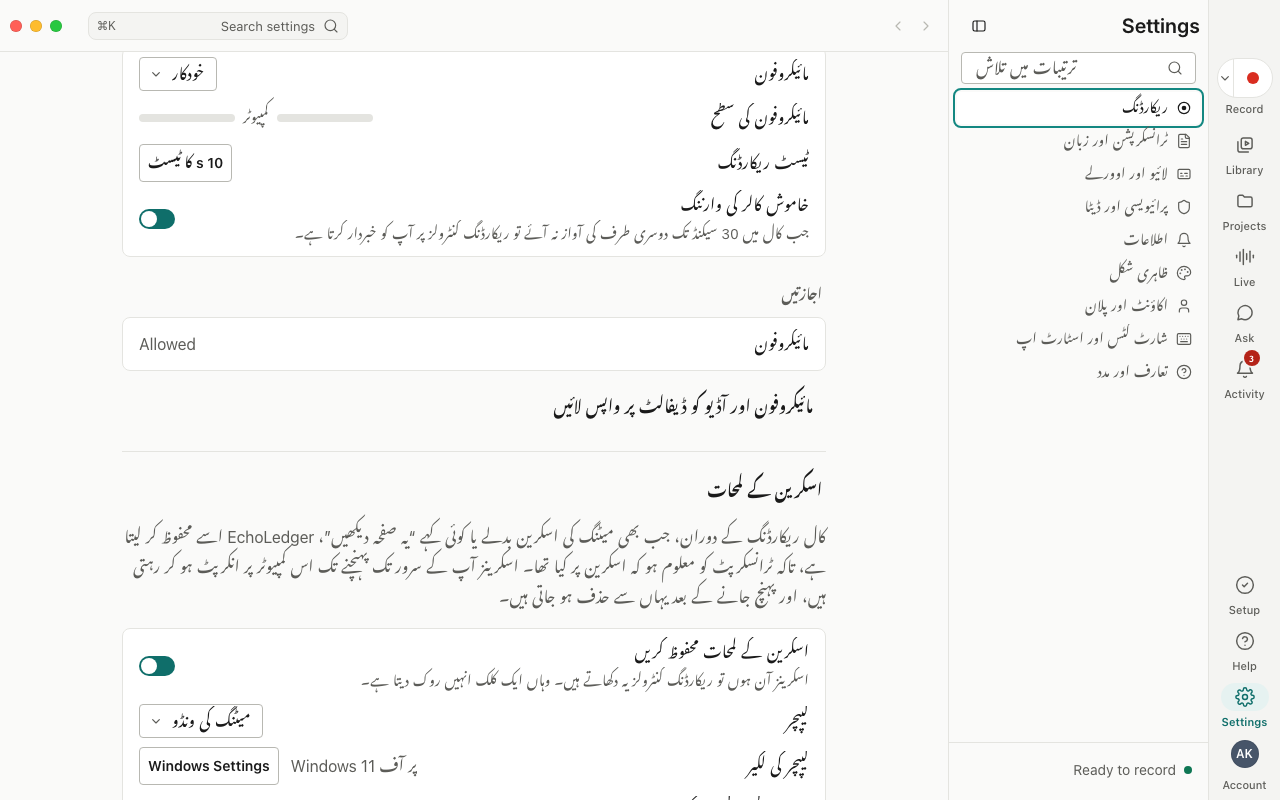 ⌘K
Search settings
Settings
ترتیبات میں تلاش
ریکارڈنگ
ٹرانسکرپشن اور زبان
لائیو اور اوورلے
پرائیویسی اور ڈیٹا
اطلاعات
ظاہری شکل
اکاؤنٹ اور پلان
شارٹ کٹس اور اسٹارٹ اپ
تعارف اور مدد
Ready to record
Record
Library
Projects
Live
Ask
3
Activity
Setup
Help
Settings
AK
Account
مائیکروفون
خودکار
مائیکروفون کی سطح
کمپیوٹر
ٹیسٹ ریکارڈنگ
10 s کا ٹیسٹ
خاموش کالر کی وارننگ
جب کال میں 30 سیکنڈ تک دوسری طرف کی آواز نہ آئے تو ریکارڈنگ کنٹرولز پر آپ کو خبردار کرتا ہے۔
اجازتیں
مائیکروفون
Allowed
مائیکروفون اور آڈیو کو ڈیفالٹ پر واپس لائیں
اسکرین کے لمحات
کال ریکارڈنگ کے دوران، جب بھی میٹنگ کی اسکرین بدلے یا کوئی کہے “یہ صفحہ دیکھیں”، EchoLedger اسے محفوظ کر لیتا
ہے، تاکہ ٹرانسکرپٹ کو معلوم ہو کہ اسکرین پر کیا تھا۔ اسکرینز آپ کے سرور تک پہنچنے تک اس کمپیوٹر پر انکرپٹ ہو کر رہتی
ہیں، اور پہنچ جانے کے بعد یہاں سے حذف ہو جاتی ہیں۔
اسکرین کے لمحات محفوظ کریں
اسکرینز آن ہوں تو ریکارڈنگ کنٹرولز یہ دکھاتے ہیں۔ وہاں ایک کلک انہیں روک دیتا ہے۔
کیپچر
میٹنگ کی ونڈو
کیپچر کی لکیر
Windows 11 پر آف
Windows Settings